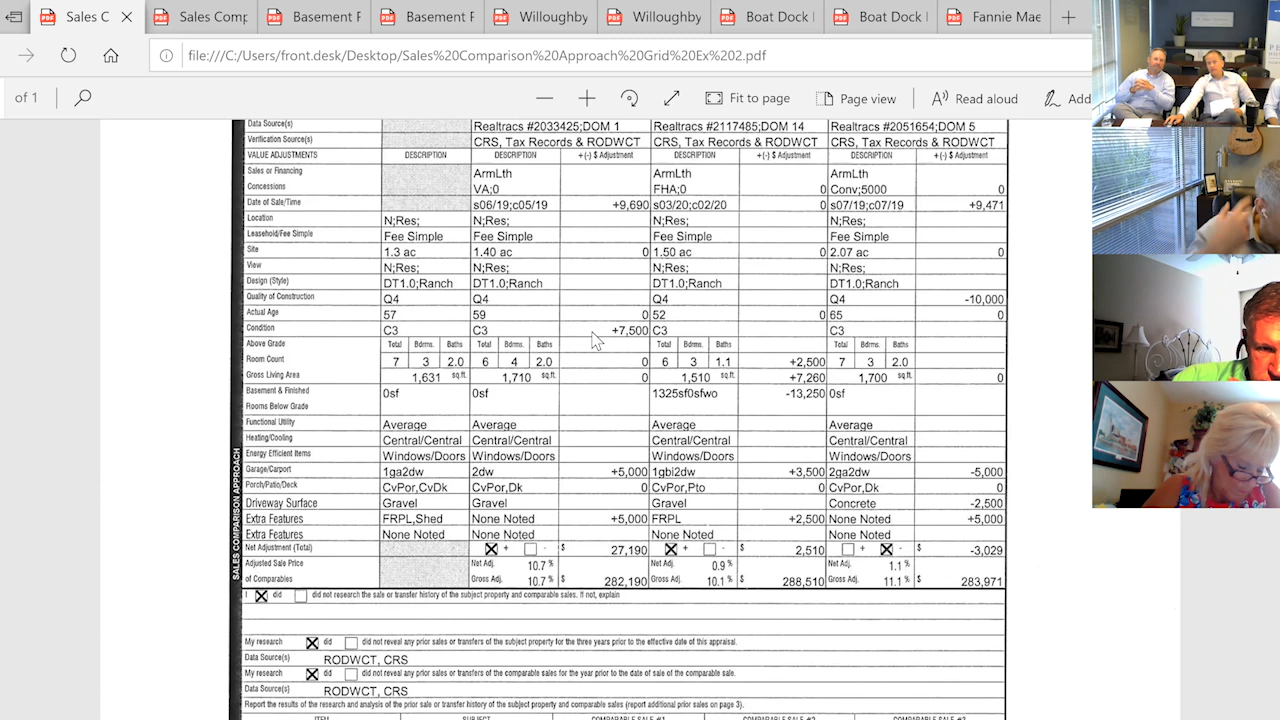 Sales C
Sales Comp
Basement F
Basement F
Willoughby
Willoughby
Boat Dock
Boat Dock
Fannie Mae
file:///C:/Users/front.desk/Desktop/Sales%20Comparison%20Approach%20Grid%20Ex%202.pdf
of 1
Fit to page
Page view
Read aloud
Add
Data Source(s) Realtracs #2033425;DOM 1 Realtracs #2117485;DOM 14 Realtracs #2051654;DOM 5
Verification Source(s) CRS, Tax Records & RODWCT CRS, Tax Records & RODWCT CRS, Tax Records & RODWCT
VALUE ADJUSTMENTS DESCRIPTION DESCRIPTION +(-) $ Adjustment DESCRIPTION +(-) $ Adjustment DESCRIPTION +(-) $ Adjustment
Sales or Financing ArmLth ArmLth ArmLth
Concessions VA;0 FHA;0 0 Conv;5000 0
Date of Sale/Time s06/19;c05/19 +9,690 s03/20;c02/20 0 s07/19;c07/19 +9,471
Location N;Res; N;Res; N;Res; N;Res;
Leasehold/Fee Simple Fee Simple Fee Simple Fee Simple Fee Simple
Site 1.3 ac 1.40 ac 0 1.50 ac 0 2.07 ac 0
View N;Res; N;Res; N;Res; N;Res;
Design (Style) DT1.0;Ranch DT1.0;Ranch DT1.0;Ranch DT1.0;Ranch
Quality of Construction Q4 Q4 Q4 Q4 -10,000
Actual Age 57 59 0 52 0 65 0
Condition C3 C3 +7,500 C3 C3
Above Grade Total Bdrms. Baths Total Bdrms. Baths Total Bdrms. Baths Total Bdrms. Baths
Room Count 7 3 2.0 6 4 2.0 0 6 3 1.1 +2,500 7 3 2.0
Gross Living Area 1,631 sq.ft. 1,710 sq.ft. 0 1,510 sq.ft. +7,260 1,700 sq.ft. 0
Basement & Finished 0sf 0sf 1325sf0sfwo -13,250 0sf
Rooms Below Grade
Functional Utility Average Average Average Average
Heating/Cooling Central/Central Central/Central Central/Central Central/Central
Energy Efficient Items Windows/Doors Windows/Doors Windows/Doors Windows/Doors
Garage/Carport 1ga2dw 2dw +5,000 1gbi2dw +3,500 2ga2dw -5,000
Porch/Patio/Deck CvPor,CvDk CvPor,Dk 0 CvPor,Pto 0 CvPor,Dk 0
Driveway Surface Gravel Gravel Gravel Concrete -2,500
Extra Features FRPL,Shed None Noted +5,000 FRPL +2,500 None Noted +5,000
Extra Features None Noted None Noted None Noted None Noted
Net Adjustment (Total) + - $ 27,190 + - $ 2,510 + - $ -3,029
Adjusted Sale Price Net Adj. 10.7 % Net Adj. 0.9 % Net Adj. 1.1 %
of Comparables Gross Adj. 10.7 % $ 282,190 Gross Adj. 10.1 % $ 288,510 Gross Adj. 11.1 % $ 283,971
SALES COMPARISON APPROACH
I did did not research the sale or transfer history of the subject property and comparable sales. If not, explain
My research did did not reveal any prior sales or transfers of the subject property for the three years prior to the effective date of this appraisal.
Data Source(s) RODWCT, CRS
My research did did not reveal any prior sales or transfers of the comparable sales for the year prior to the date of sale of the comparable sale.
Data Source(s) RODWCT, CRS
Report the results of the research and analysis of the prior sale or transfer history of the subject property and comparable sales (report additional prior sales on page 3).
ITEM SUBJECT COMPARABLE SALE #1 COMPARABLE SALE #2 COMPARABLE SALE #3